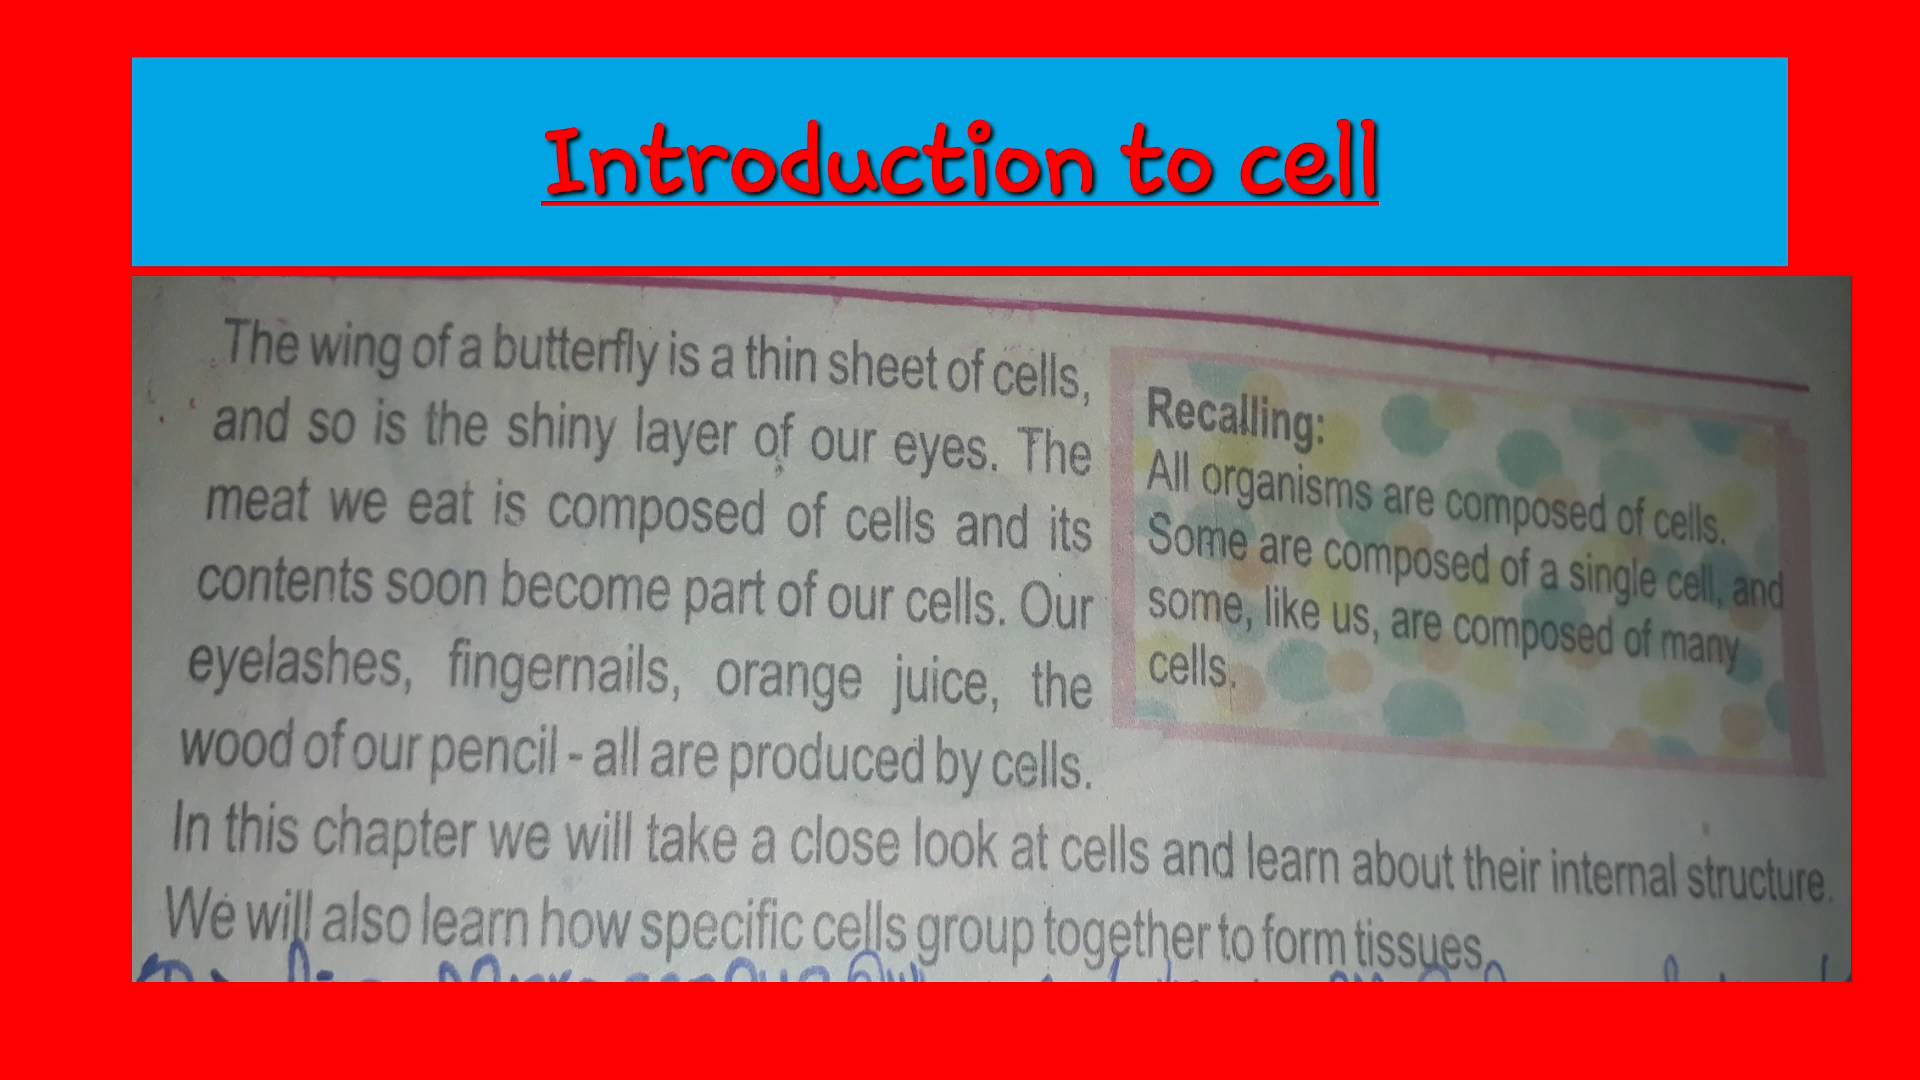 Introduction to cell
The wing of a butterfly is a thin sheet of cells,
and so is the shiny layer of our eyes. The
meat we eat is composed of cells and its
contents soon become part of our cells. Our
eyelashes, fingernails, orange juice, the
wood of our pencil - all are produced by cells.
Recalling:
All organisms are composed of cells.
Some are composed of a single cell, and
some, like us, are composed of many
cells.
In this chapter we will take a close look at cells and learn about their internal structure.
We will also learn how specific cells group together to form tissues.